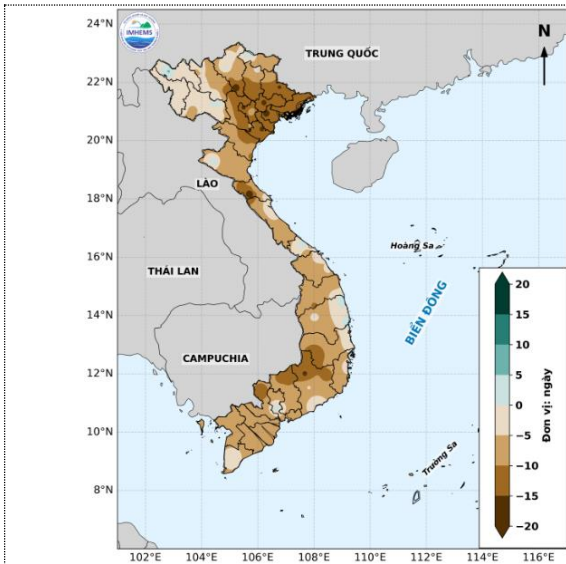 24°N
22°N
20°N
18°N
16°N
14°N
12°N
10°N
8°N
IMHEMS
TRUNG QUỐC
N
LÀO
Hoàng Sa
THÁI LAN
BIỂN ĐÔNG
CAMPUCHIA
Trường Sa
20
15
10
5
0
−5
−10
−15
−20
Đơn vị: ngày
102°E
104°E
106°E
108°E
110°E
112°E
114°E
116°E